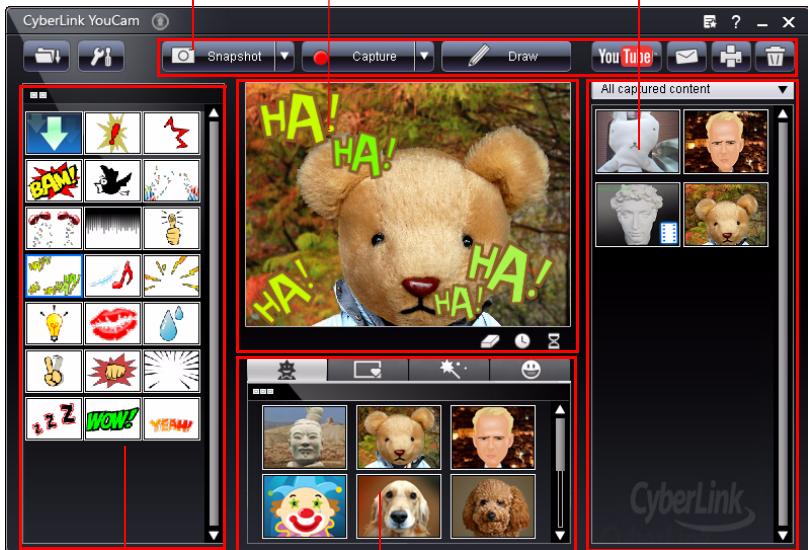 CyberLink YouCam
?
Snapshot
Capture
Draw
YouTube
All captured content
HA!
HA!
HA!
HA!
HA!
BAM!
z z Z
WOW!
YEAH!
CyberLink